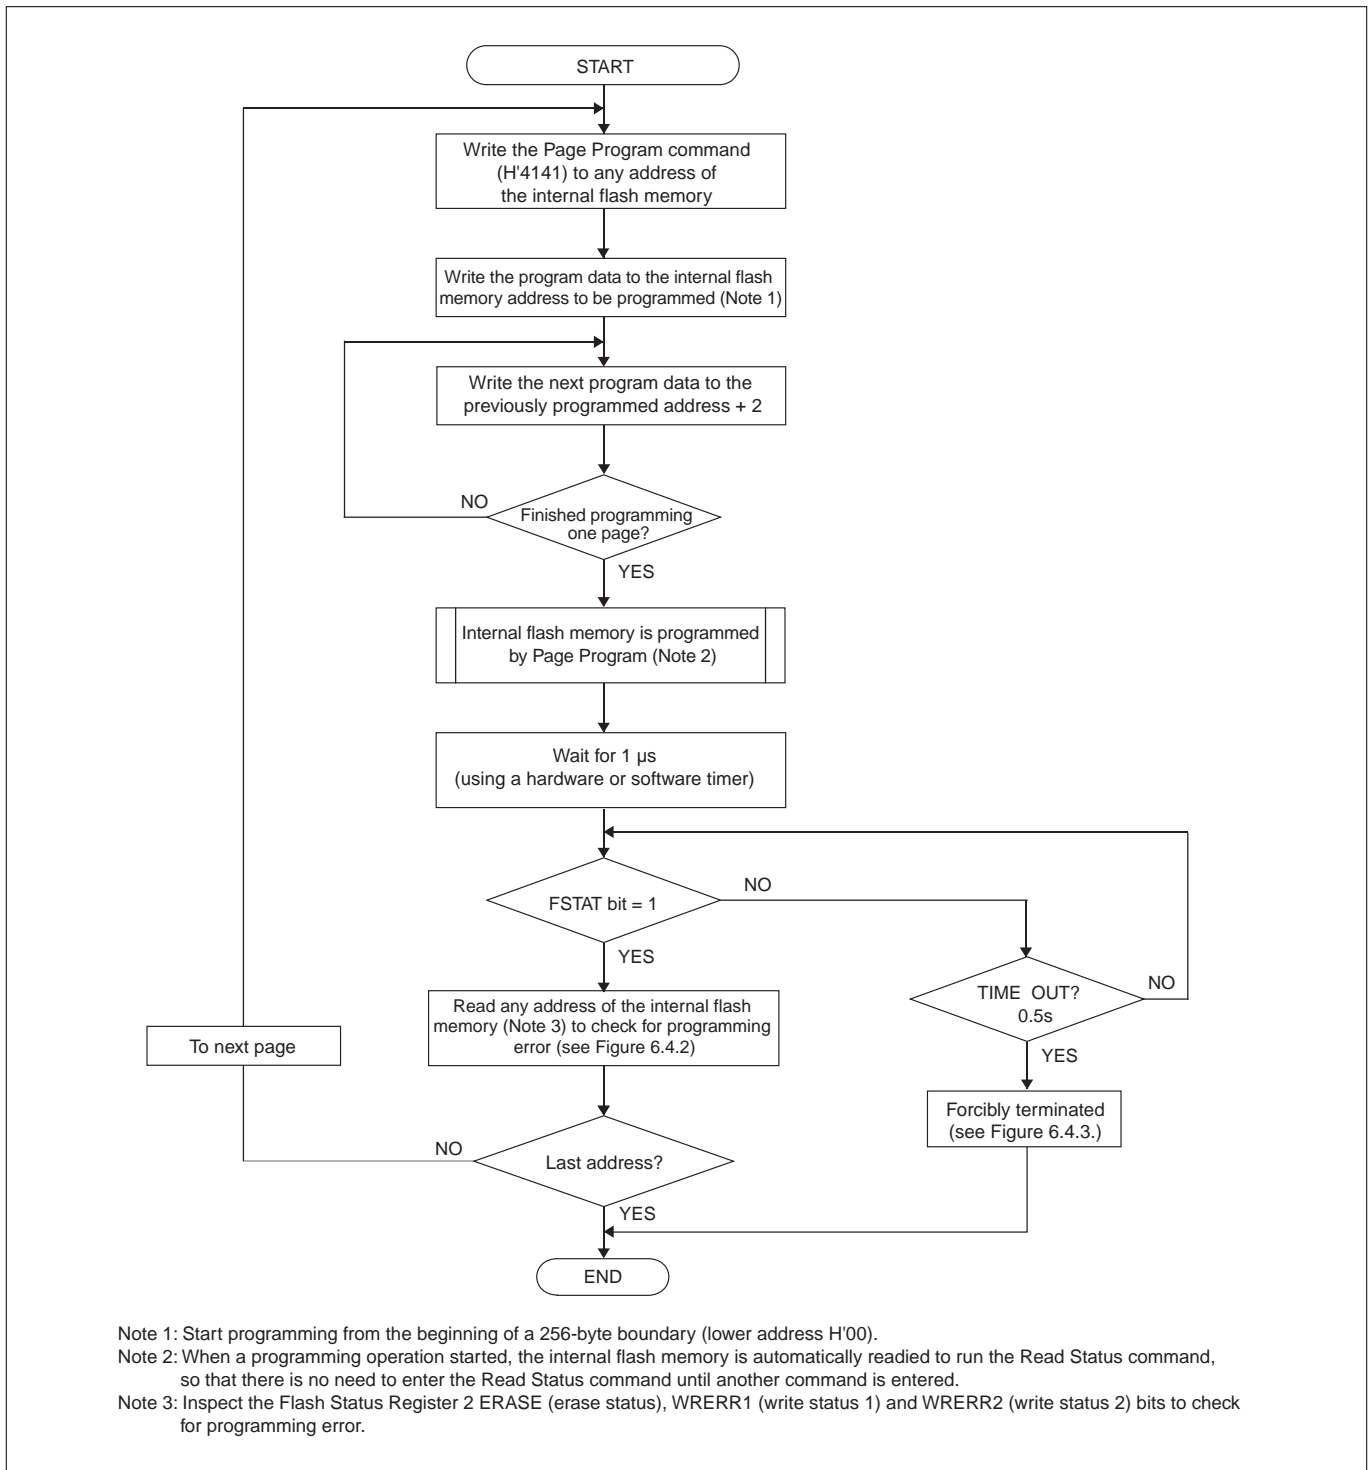 START
Write the Page Program command
(H'4141) to any address of
the internal flash memory
Write the program data to the internal flash
memory address to be programmed (Note 1)
Write the next program data to the
previously programmed address + 2
NO
Finished programming
one page?
YES
Internal flash memory is programmed
by Page Program (Note 2)
Wait for 1 µs
(using a hardware or software timer)
FSTAT bit = 1
NO
YES
TIME OUT?
0.5s
NO
YES
Read any address of the internal flash
memory (Note 3) to check for programming
error (see Figure 6.4.2)
To next page
Forcibly terminated
(see Figure 6.4.3.)
NO
Last address?
YES
END
Note 1: Start programming from the beginning of a 256-byte boundary (lower address H'00).
Note 2: When a programming operation started, the internal flash memory is automatically readied to run the Read Status command,
so that there is no need to enter the Read Status command until another command is entered.
Note 3: Inspect the Flash Status Register 2 ERASE (erase status), WRERR1 (write status 1) and WRERR2 (write status 2) bits to check
for programming error.